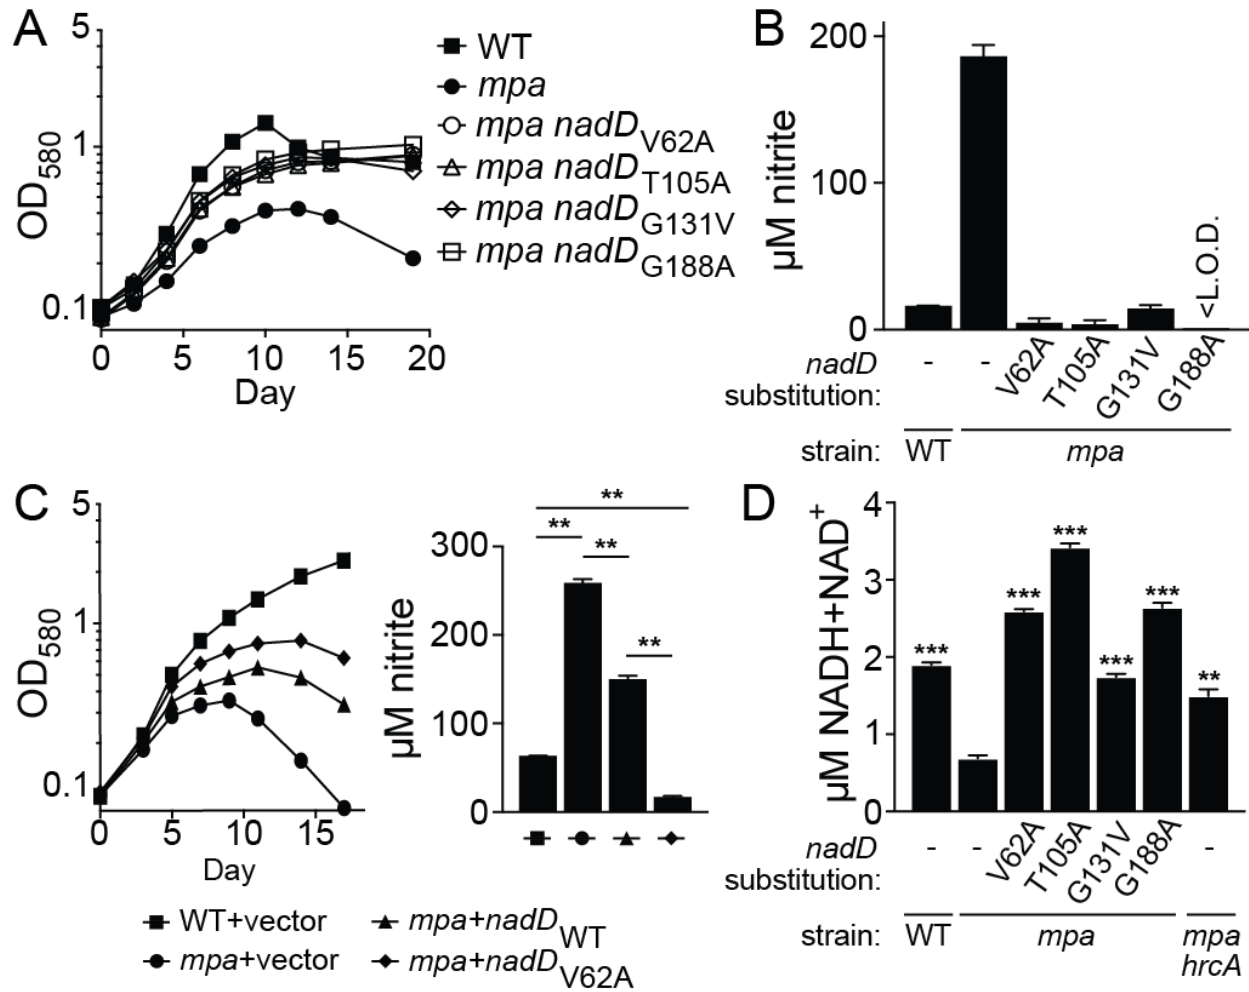 A
5
1
0.1
OD580
0 5 10 15 20
Day
WT
mpa
mpa nadDV62A
mpa nadDT105A
mpa nadDG131V
mpa nadDG188A
B
200
100
0
µM nitrite
<L.O.D.
nadD substitution:
- - V62A T105A G131V G188A
strain: WT mpa
C
5
1
0.1
OD580
0 5 10 15
Day
300
200
100
0
µM nitrite
**
** ** **
WT+vector
mpa+vector
mpa+nadDWT
mpa+nadDV62A
D
4
3
2
1
0
µM NADH+NAD+
*** *** *** *** *** **
nadD
substitution:
- - V62A T105A G131V G188A -
strain: WT mpa mpa
hrcA